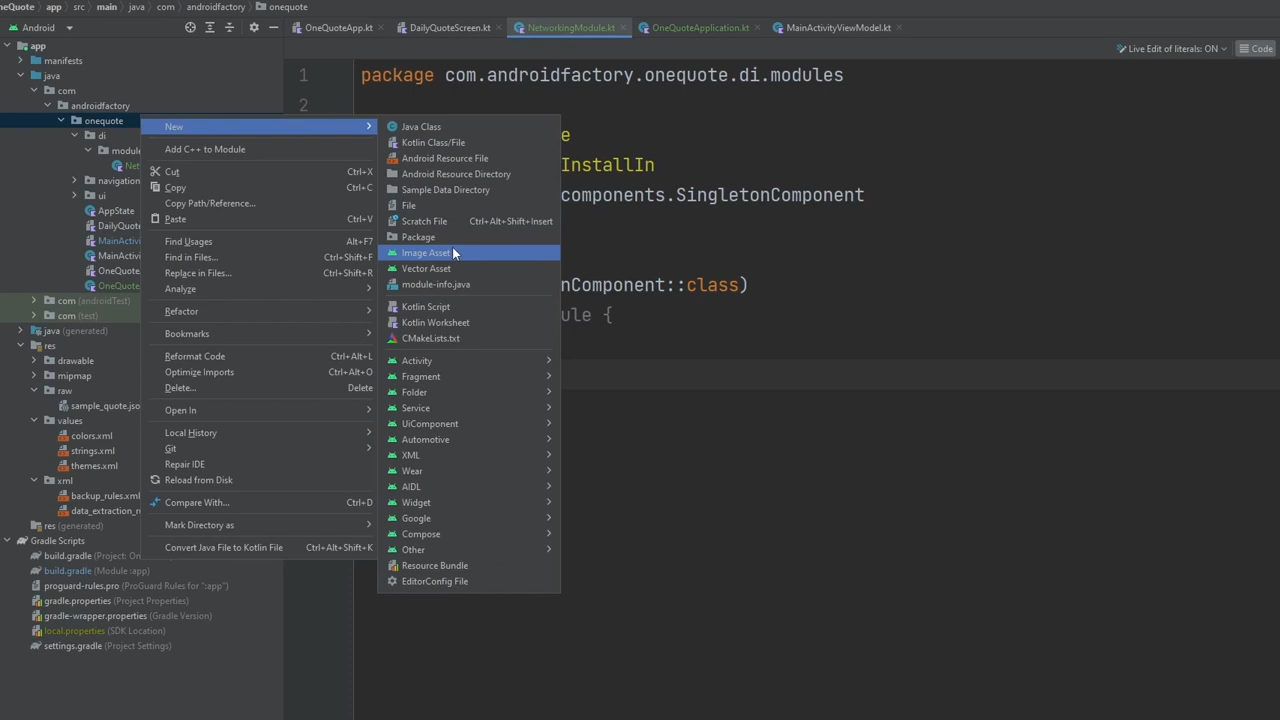 neQuote app src main java com androidfactory onequote
Android
OneQuoteApp.kt
DailyQuoteScreen.kt
NetworkingModule.kt
OneQuoteApplication.kt
MainActivityViewModel.kt
Live Edit of literals: ON
Code
app
manifests
java
com
androidfactory
onequote
di
module
Net
navigation
ui
AppState
DailyQuote
MainActivi
MainActivi
OneQuote
OneQuote
com (androidTest)
com (test)
java (generated)
res
drawable
mipmap
raw
sample_quote.jso
values
colors.xml
strings.xml
themes.xml
xml
backup_rules.xml
data_extraction_r
res (generated)
Gradle Scripts
build.gradle (Project: On
build.gradle (Module :app)
proguard-rules.pro (ProGuard Rules for ":app")
gradle.properties (Project Properties)
gradle-wrapper.properties (Gradle Version)
local.properties (SDK Location)
settings.gradle (Project Settings)
New
Add C++ to Module
Cut Ctrl+X
Copy Ctrl+C
Copy Path/Reference...
Paste Ctrl+V
Find Usages Alt+F7
Find in Files... Ctrl+Shift+F
Replace in Files... Ctrl+Shift+R
Analyze
Refactor
Bookmarks
Reformat Code Ctrl+Alt+L
Optimize Imports Ctrl+Alt+O
Delete... Delete
Open In
Local History
Git
Repair IDE
Reload from Disk
Compare With... Ctrl+D
Mark Directory as
Convert Java File to Kotlin File Ctrl+Alt+Shift+K
Java Class
Kotlin Class/File
Android Resource File
Android Resource Directory
Sample Data Directory
File
Scratch File Ctrl+Alt+Shift+Insert
Package
Image Asset
Vector Asset
module-info.java
Kotlin Script
Kotlin Worksheet
CMakeLists.txt
Activity
Fragment
Folder
Service
UiComponent
Automotive
XML
Wear
AIDL
Widget
Google
Compose
Other
Resource Bundle
EditorConfig File
1 package com.androidfactory.onequote.di.modules
2
e
InstallIn
components.SingletonComponent
nComponent::class)
ule {